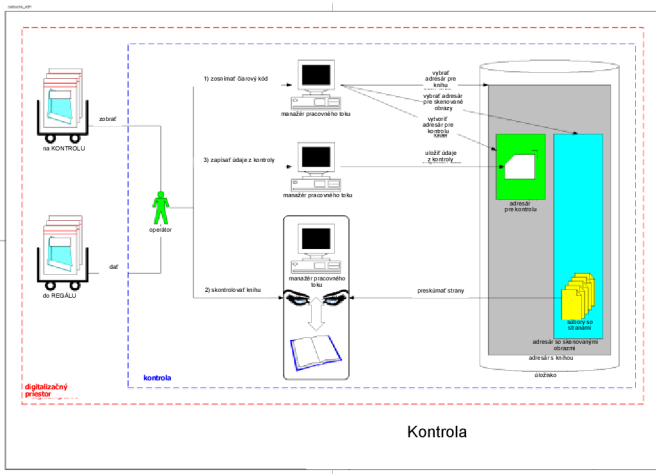 zobrať
na KONTROLU
dať
do REGÁLU
operátor
1) zosnímať čiarový kód
manažér pracovného toku
3) zapísať údaje z kontroly
manažér pracovného toku
manažér pracovného
toku
2) skontrolovať knihu
vybrať
adresár pre
knihu
vybrať adresár
pre skenované
obrazy
vytvoriť
adresár pre
kontrolu
uložiť údaje
z kontroly
adresár
pre kontrolu
preskúmať strany
súbory so
stranami
adresár so skenovanými
obrazmi
adresár s knihou
úložisko
kontrola
digitalizačný
priestor
Kontrola